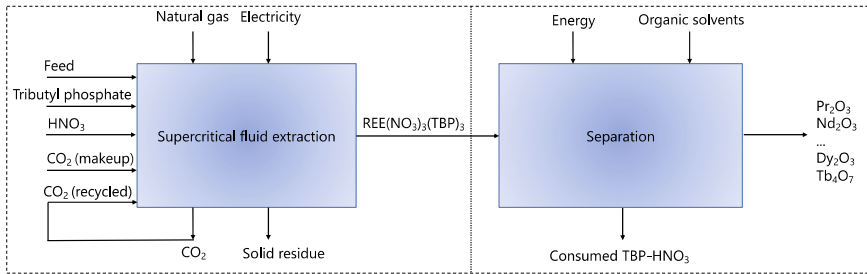 Natural gas
Electricity
Energy
Organic solvents
Feed
Tributyl phosphate
HNO₃
CO₂ (makeup)
CO₂ (recycled)
Supercritical fluid extraction
REE(NO₃)₃(TBP)₃
Separation
Pr₂O₃
Nd₂O₃
...
Dy₂O₃
Tb₄O₇
CO₂
Solid residue
Consumed TBP–HNO₃